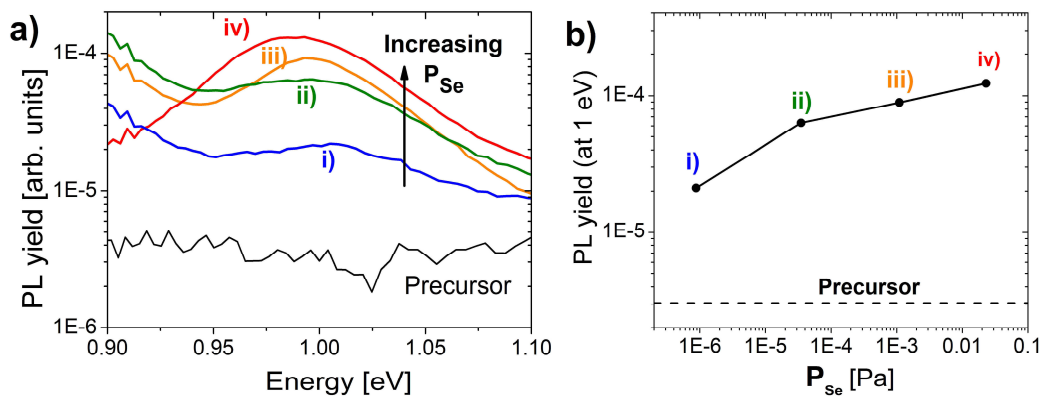 a)
iv)
Increasing
P_Se
iii)
ii)
i)
Precursor
1E-4
1E-5
1E-6
PL yield [arb. units]
0.90 0.95 1.00 1.05 1.10
Energy [eV]
b)
iv)
iii)
ii)
i)
Precursor
1E-4
1E-5
PL yield (at 1 eV)
1E-6 1E-5 1E-4 1E-3 0.01 0.1
P_Se [Pa]